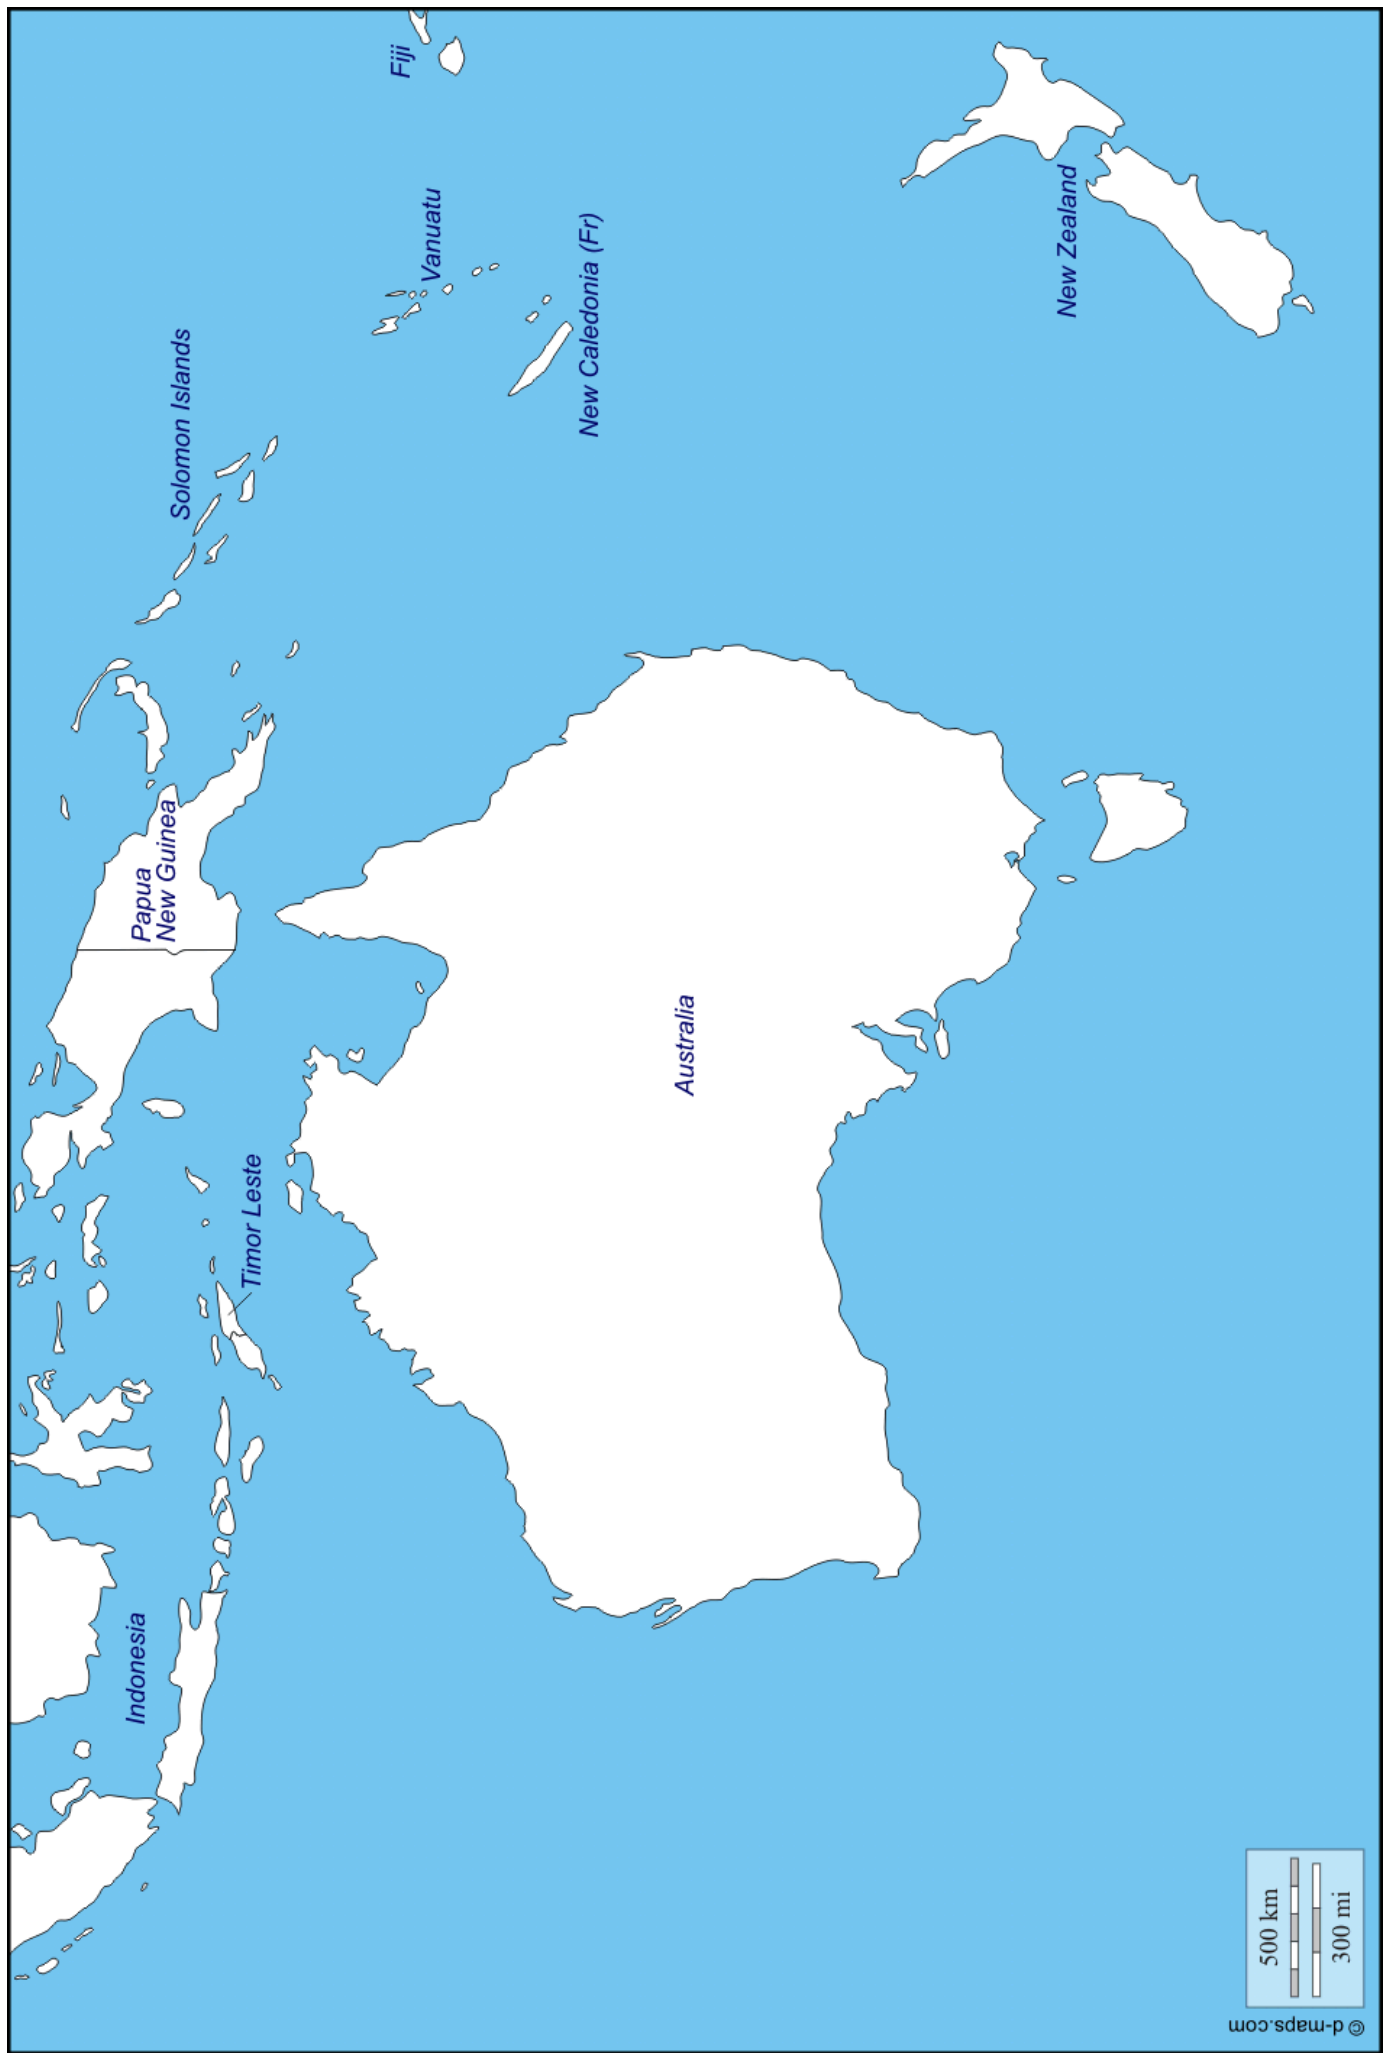 Fiji
Vanuatu
New Caledonia (Fr)
New Zealand
Solomon Islands
Papua
New Guinea
Australia
Timor Leste
Indonesia
500 km
300 mi
© d-maps.com